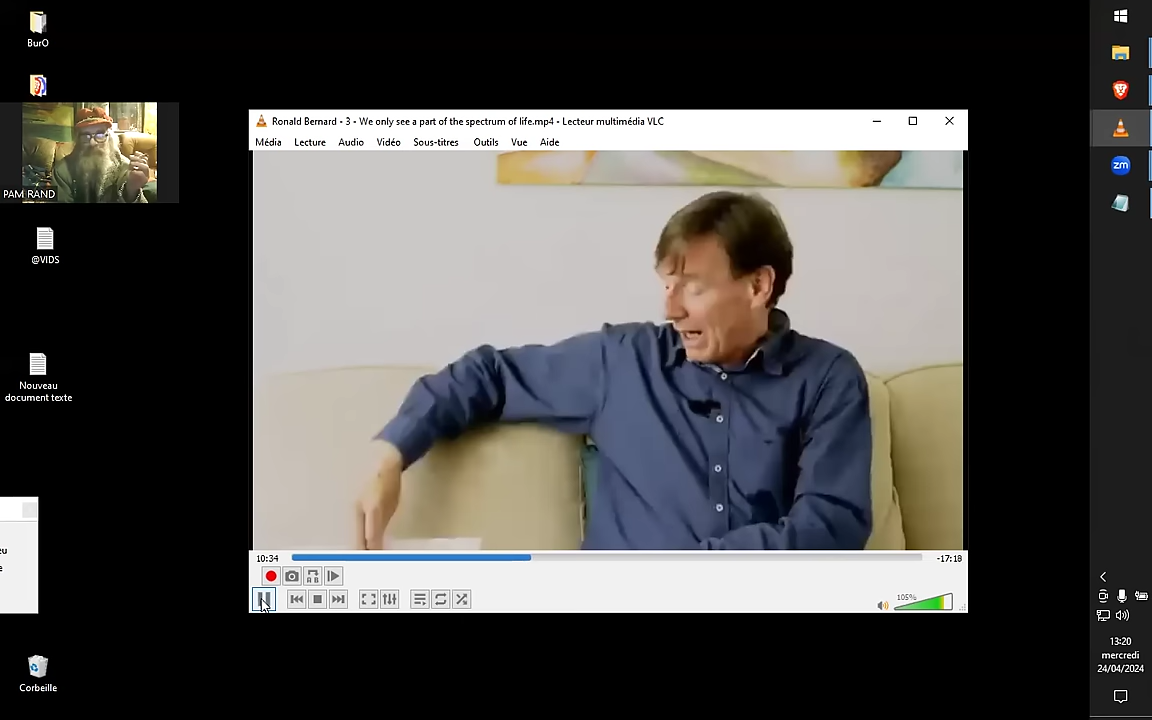 BurO
PAM RAND
@VIDS
Nouveau
document texte
eu
e
Corbeille
Ronald Bernard - 3 - We only see a part of the spectrum of life.mp4 - Lecteur multimédia VLC
Média Lecture Audio Vidéo Sous-titres Outils Vue Aide
10:34
-17:18
A B
105%
zm
13:20
mercredi
24/04/2024